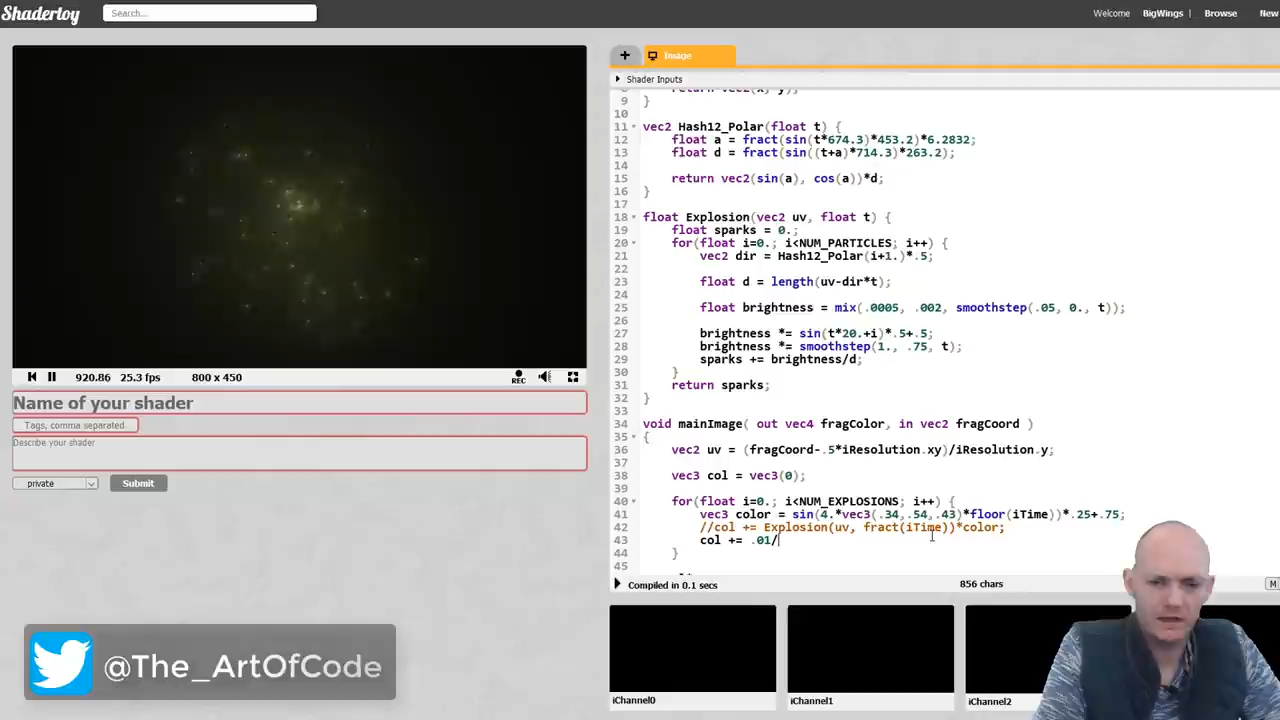 Shadertoy
Search...
Welcome BigWings | Browse New
+ Image
Shader Inputs
9 }
10
11 vec2 Hash12_Polar(float t) {
12 float a = fract(sin(t*674.3)*453.2)*6.2832;
13 float d = fract(sin((t+a)*714.3)*263.2);
14
15 return vec2(sin(a), cos(a))*d;
16 }
17
18 float Explosion(vec2 uv, float t) {
19 float sparks = 0.;
20 for(float i=0.; i<NUM_PARTICLES; i++) {
21 vec2 dir = Hash12_Polar(i+1.)*.5;
22
23 float d = length(uv-dir*t);
24
25 float brightness = mix(.0005, .002, smoothstep(.05, 0., t));
26
27 brightness *= sin(t*20.+i)*.5+.5;
28 brightness *= smoothstep(1., .75, t);
29 sparks += brightness/d;
30 }
31 return sparks;
32 }
33
34 void mainImage( out vec4 fragColor, in vec2 fragCoord )
35 {
36 vec2 uv = (fragCoord-.5*iResolution.xy)/iResolution.y;
37
38 vec3 col = vec3(0);
39
40 for(float i=0.; i<NUM_EXPLOSIONS; i++) {
41 vec3 color = sin(4.*vec3(.34,.54,.43)*floor(iTime))*.25+.75;
42 //col += Explosion(uv, fract(iTime))*color;
43 col += .01/
44 }
45
920.86 25.3 fps 800 x 450
REC
Name of your shader
Tags, comma separated
Describe your shader
private Submit
Compiled in 0.1 secs 856 chars
iChannel0 iChannel1 iChannel2
@The_ArtOfCode